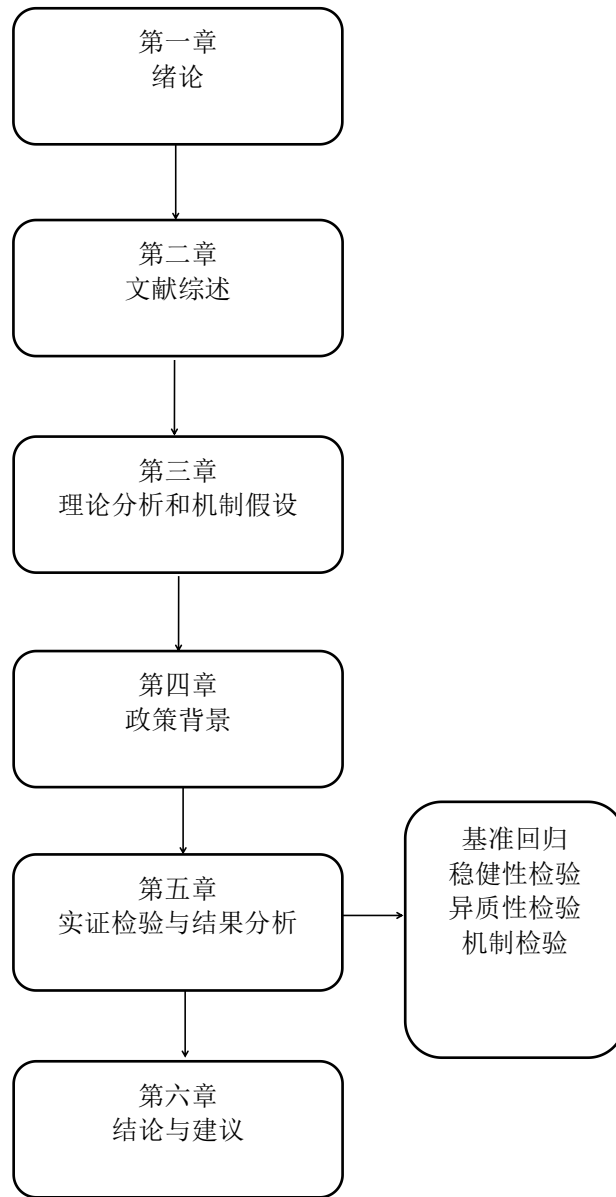 第一章
绪论
第二章
文献综述
第三章
理论分析和机制假设
第四章
政策背景
第五章
实证检验与结果分析
基准回归
稳健性检验
异质性检验
机制检验
第六章
结论与建议